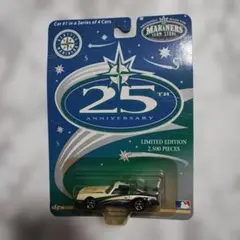 Car #1 in a Series of 4 Cars
MARINERS
TEAM STORE
25TH
ANNIVERSARY
LIMITED EDITION
2,500 PIECES